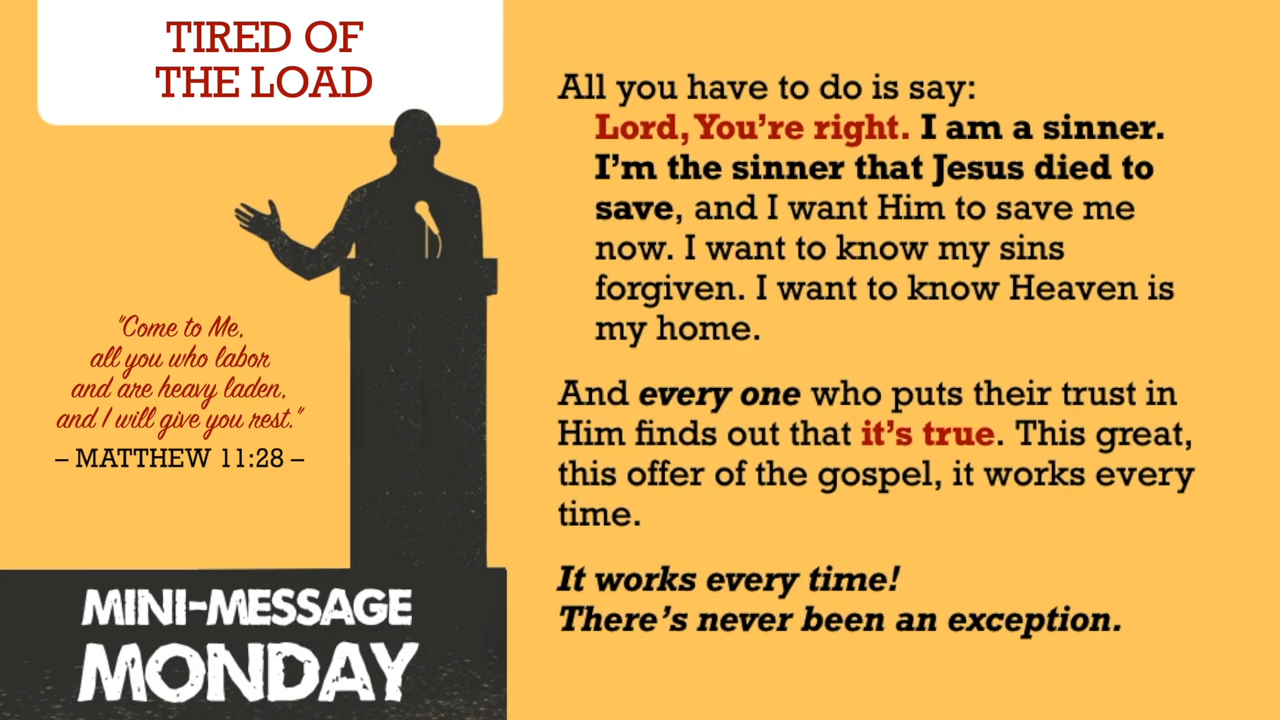 TIRED OF
THE LOAD
"Come to Me,
all you who labor
and are heavy laden,
and I will give you rest."
– MATTHEW 11:28 –
MINI-MESSAGE
MONDAY
All you have to do is say:
Lord, You're right. I am a sinner.
I'm the sinner that Jesus died to
save, and I want Him to save me
now. I want to know my sins
forgiven. I want to know Heaven is
my home.
And every one who puts their trust in
Him finds out that it's true. This great,
this offer of the gospel, it works every
time.
It works every time!
There's never been an exception.